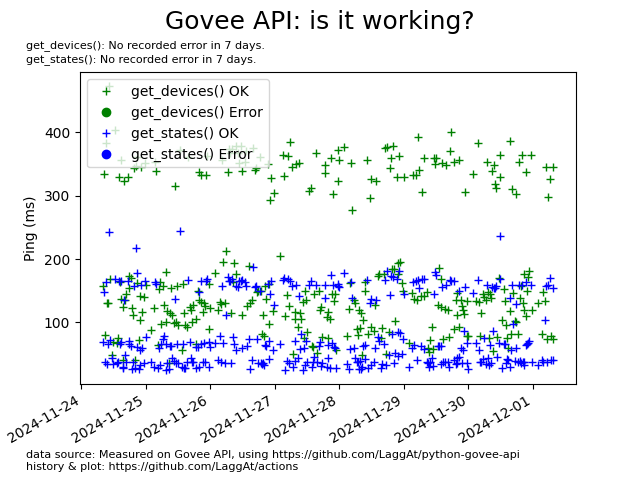 Govee API: is it working?
get_devices(): No recorded error in 7 days.
get_states(): No recorded error in 7 days.
get_devices() OK
get_devices() Error
get_states() OK
get_states() Error
Ping (ms)
400
300
200
100
2024-11-24
2024-11-25
2024-11-26
2024-11-27
2024-11-28
2024-11-29
2024-11-30
2024-12-01
data source: Measured on Govee API, using https://github.com/LaggAt/python-govee-api
history & plot: https://github.com/LaggAt/actions